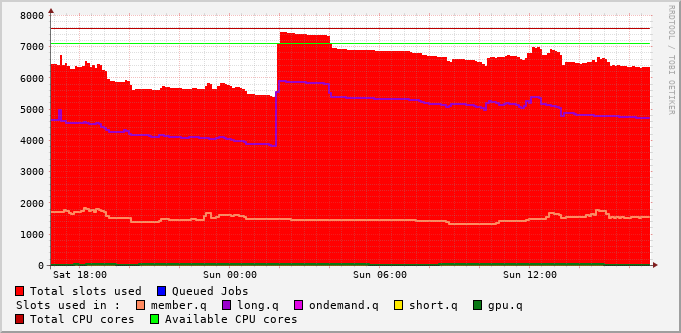 RRDTOOL / TOBI OETIKER
8000
7000
6000
5000
4000
3000
2000
1000
0
Sat 18:00 Sun 00:00 Sun 06:00 Sun 12:00
Total slots used Queued Jobs
Slots used in : member.q long.q ondemand.q short.q gpu.q
Total CPU cores Available CPU cores